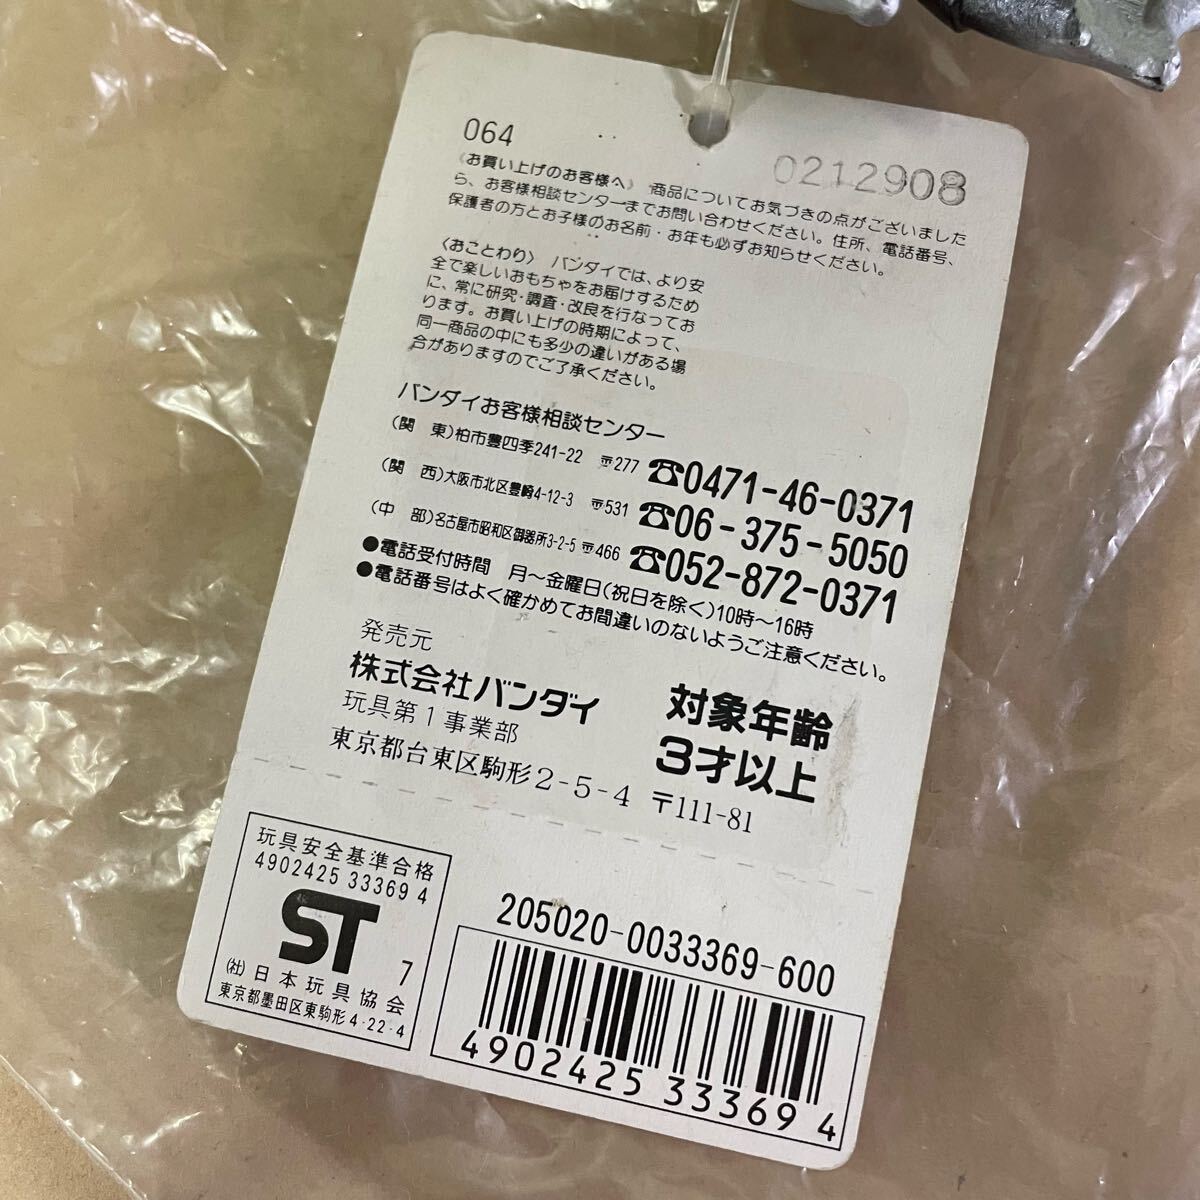 064
0212908
〈お買い上げのお客様へ〉 商品についてお気づきの点がございました
ら、お客様相談センターまでお問い合わせください。住所、電話番号、
保護者の方とお子様のお名前・お年も必ずお知らせください。
〈おことわり〉 バンダイでは、より安
全で楽しいおもちゃをお届けするため
に、常に研究・調査・改良を行なってお
ります。お買い上げの時期によって、
同一商品の中にも多少の違いがある場
合がありますのでご了承ください。
バンダイお客様相談センター
(関 東)柏市豊四季241-22 〒277 ☎0471-46-0371
(関 西)大阪市北区豊崎4-12-3 〒531 ☎06-375-5050
(中 部)名古屋市昭和区御器所3-2-5 〒466 ☎052-872-0371
●電話受付時間 月〜金曜日(祝日を除く)10時〜16時
●電話番号はよく確かめてお間違いのないようご注意ください。
発売元
株式会社バンダイ
玩具第1事業部
東京都台東区駒形2-5-4 〒111-81
対象年齢
3才以上
玩具安全基準合格
4902425 33369 4
ST
7
(社)日本玩具協会
東京都墨田区東駒形4-22-4
205020-0033369-600
4902425 333694